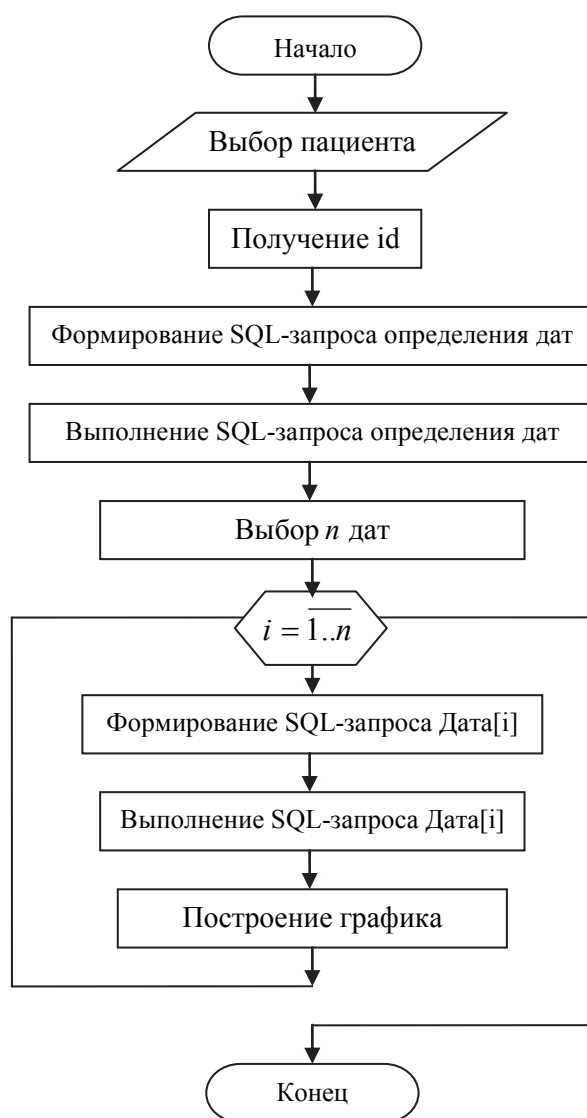 Начало
Выбор пациента
Получение id
Формирование SQL-запроса определения дат
Выполнение SQL-запроса определения дат
Выбор n дат
i = 1..n
Формирование SQL-запроса Дата[i]
Выполнение SQL-запроса Дата[i]
Построение графика
Конец